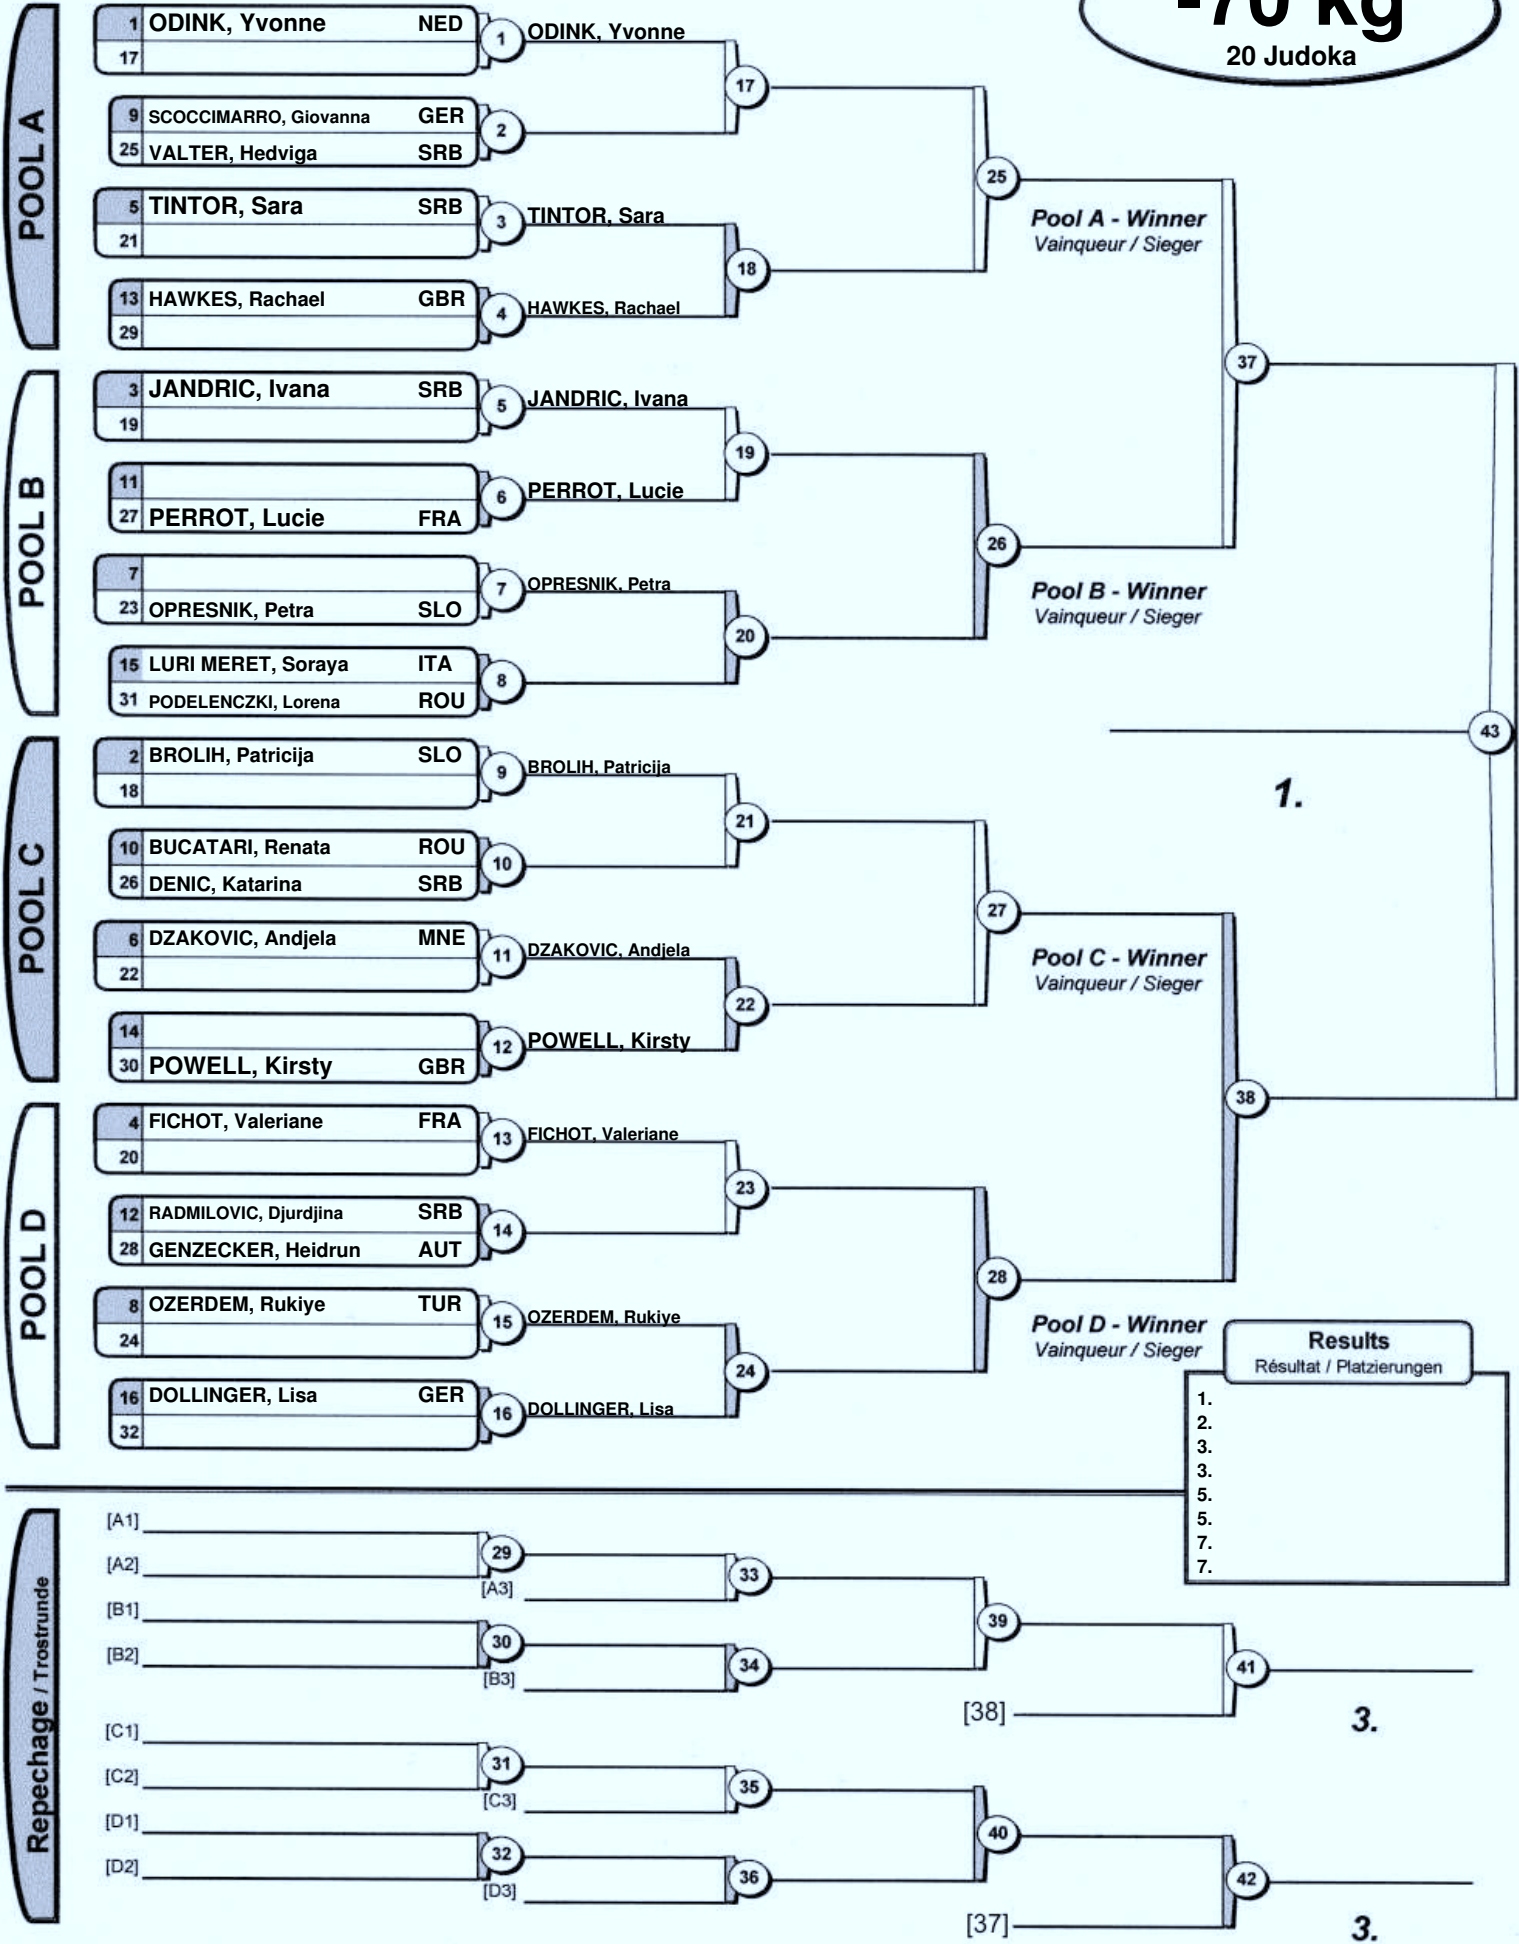 -70 kg
20 Judoka
POOL A
1 ODINK, Yvonne NED
17
1 ODINK, Yvonne
17
9 SCOCCIMARRO, Giovanna GER
25 VALTER, Hedviga SRB
2
25
5 TINTOR, Sara SRB
21
3 TINTOR, Sara
Pool A - Winner
Vainqueur / Sieger
18
13 HAWKES, Rachael GBR
29
4 HAWKES, Rachael
37
POOL B
3 JANDRIC, Ivana SRB
19
5 JANDRIC, Ivana
19
11
27 PERROT, Lucie FRA
6 PERROT, Lucie
26
7
23 OPRESNIK, Petra SLO
7 OPRESNIK, Petra
Pool B - Winner
Vainqueur / Sieger
20
15 LURI MERET, Soraya ITA
31 PODELENCZKI, Lorena ROU
8
43
1.
POOL C
2 BROLIH, Patricija SLO
18
9 BROLIH, Patricija
21
10 BUCATARI, Renata ROU
26 DENIC, Katarina SRB
10
27
6 DZAKOVIC, Andjela MNE
22
11 DZAKOVIC, Andjela
Pool C - Winner
Vainqueur / Sieger
22
14
30 POWELL, Kirsty GBR
12 POWELL, Kirsty
38
POOL D
4 FICHOT, Valeriane FRA
20
13 FICHOT, Valeriane
23
12 RADMILOVIC, Djurdjina SRB
28 GENZECKER, Heidrun AUT
14
28
8 OZERDEM, Rukiye TUR
24
15 OZERDEM, Rukiye
Pool D - Winner
Vainqueur / Sieger
24
16 DOLLINGER, Lisa GER
32
16 DOLLINGER, Lisa
Results
Résultat / Platzierungen
1.
2.
3.
3.
5.
5.
7.
7.
Repechage / Trostrunde
[A1]
[A2]
29
[A3]
33
[B1]
[B2]
30
[B3]
34
39
[38]
41
3.
[C1]
[C2]
31
[C3]
35
[D1]
[D2]
32
[D3]
36
40
[37]
42
3.